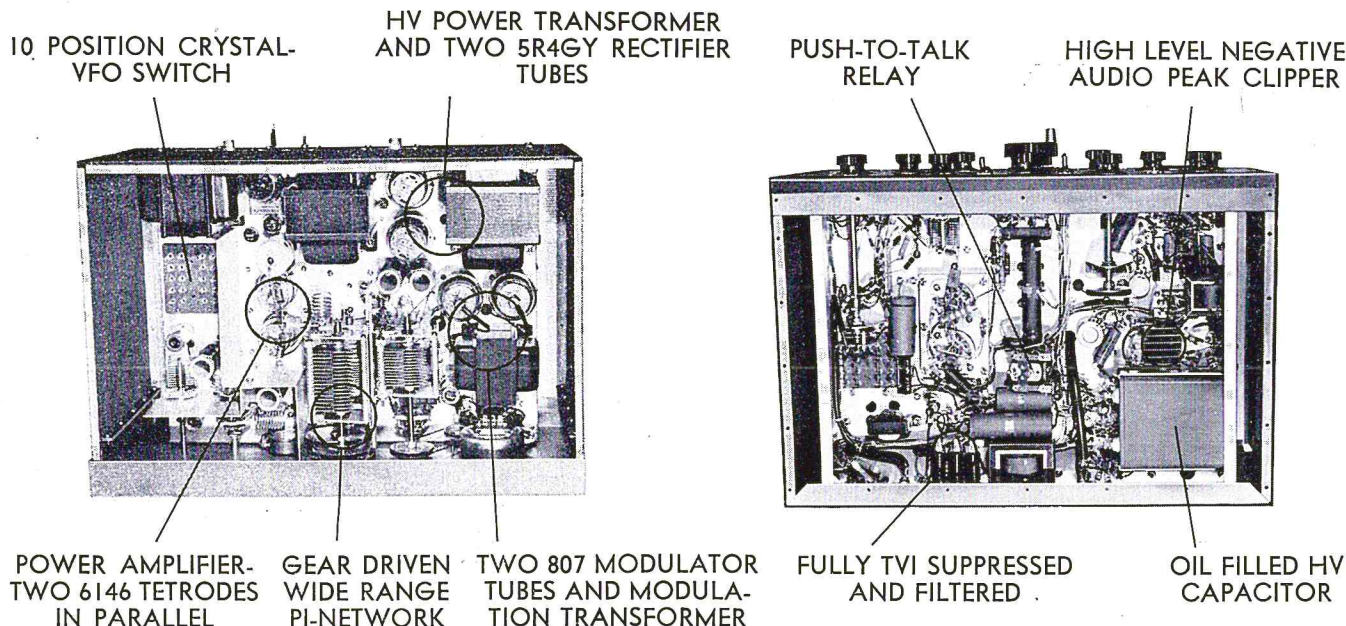 10 POSITION CRYSTAL-
VFO SWITCH
HV POWER TRANSFORMER
AND TWO 5R4GY RECTIFIER
TUBES
PUSH-TO-TALK
RELAY
HIGH LEVEL NEGATIVE
AUDIO PEAK CLIPPER
POWER AMPLIFIER-
TWO 6146 TETRODES
IN PARALLEL
GEAR DRIVEN
WIDE RANGE
PI-NETWORK
TWO 807 MODULATOR
TUBES AND MODULA-
TION TRANSFORMER
FULLY TVI SUPPRESSED
AND FILTERED
OIL FILLED HV
CAPACITOR